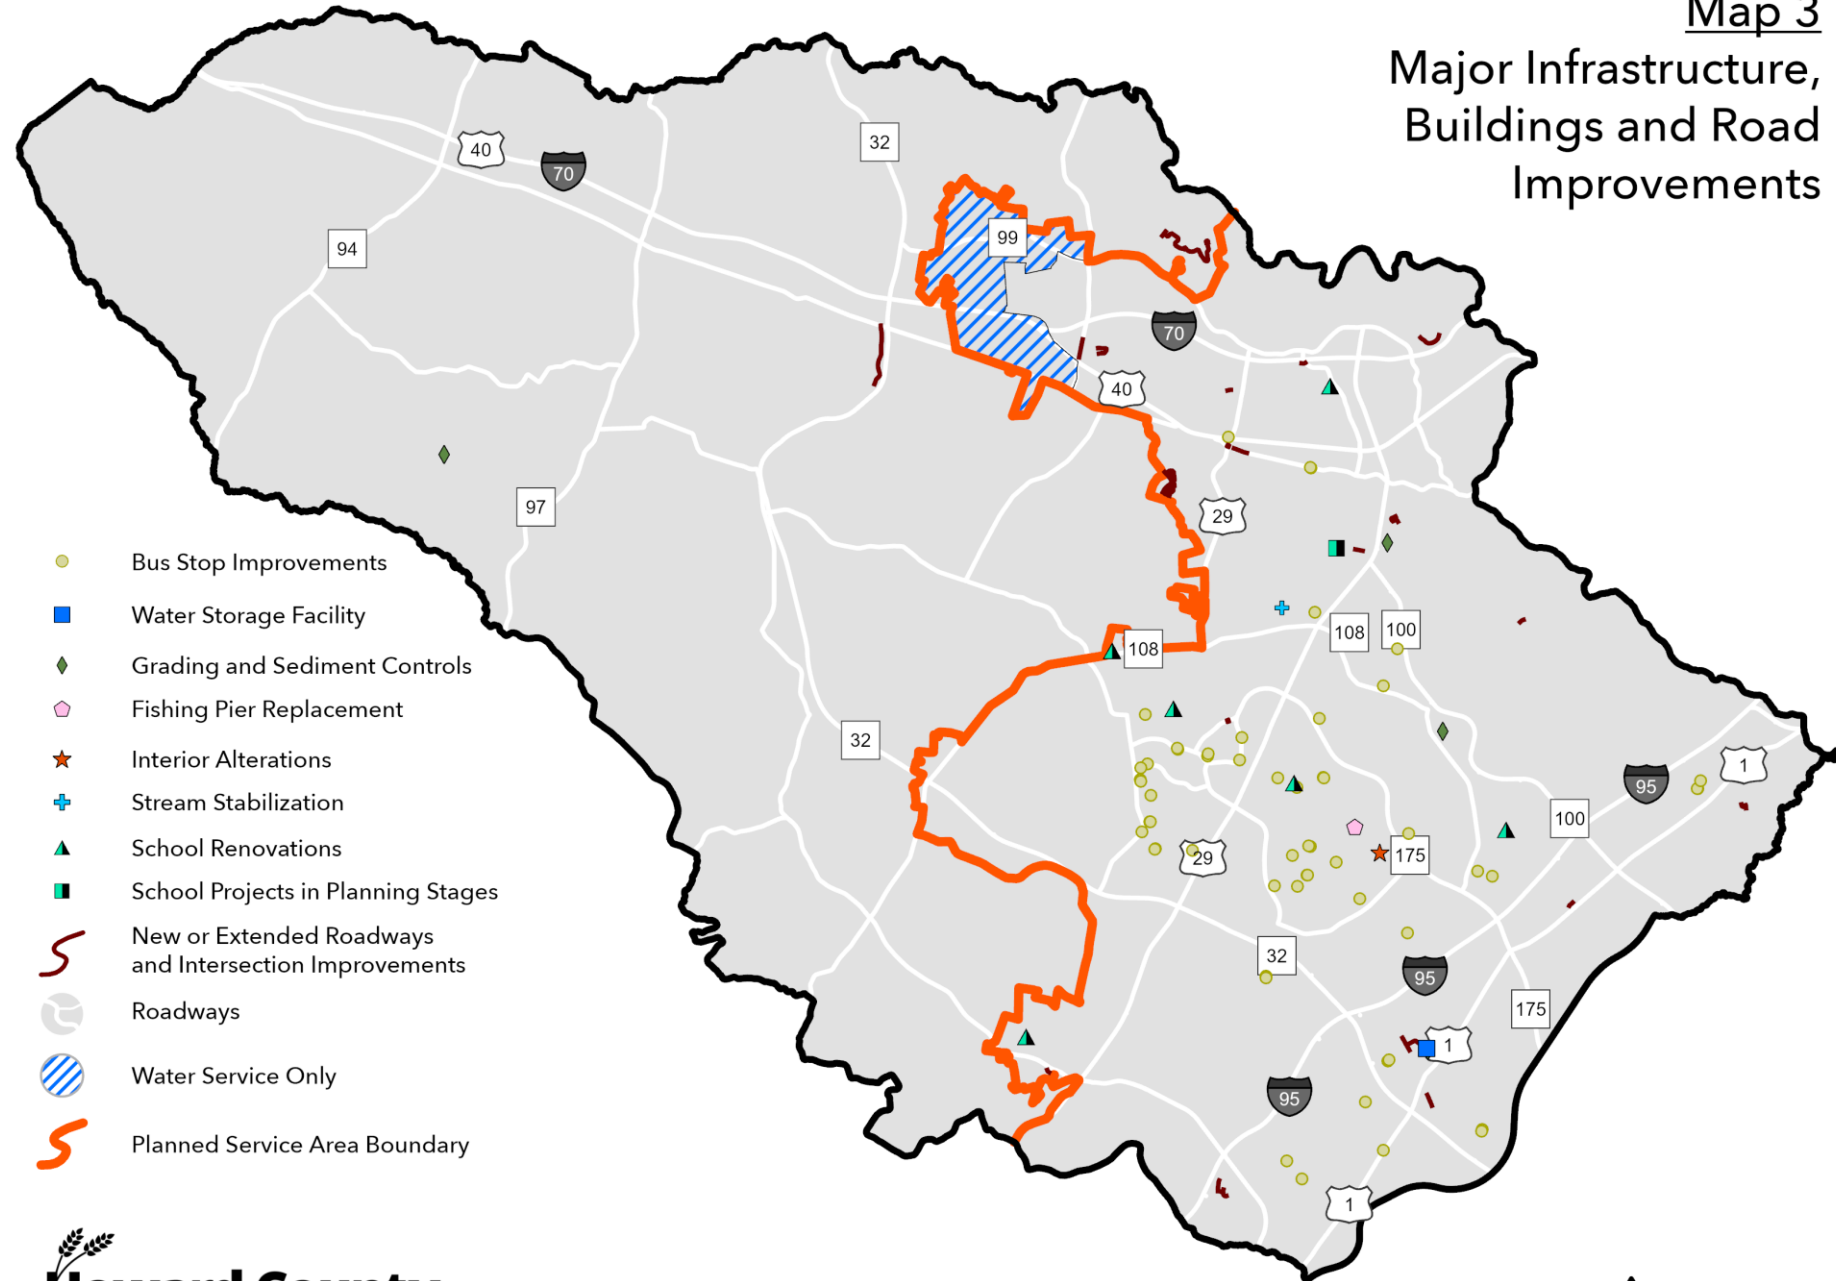 Map 3
Major Infrastructure,
Buildings and Road
Improvements
40
70
32
94
99
70
40
97
29
108
100
108
32
95
1
100
29
175
32
95
175
1
95
1
Bus Stop Improvements
Water Storage Facility
Grading and Sediment Controls
Fishing Pier Replacement
Interior Alterations
Stream Stabilization
School Renovations
School Projects in Planning Stages
New or Extended Roadways
and Intersection Improvements
Roadways
Water Service Only
Planned Service Area Boundary
Howard County